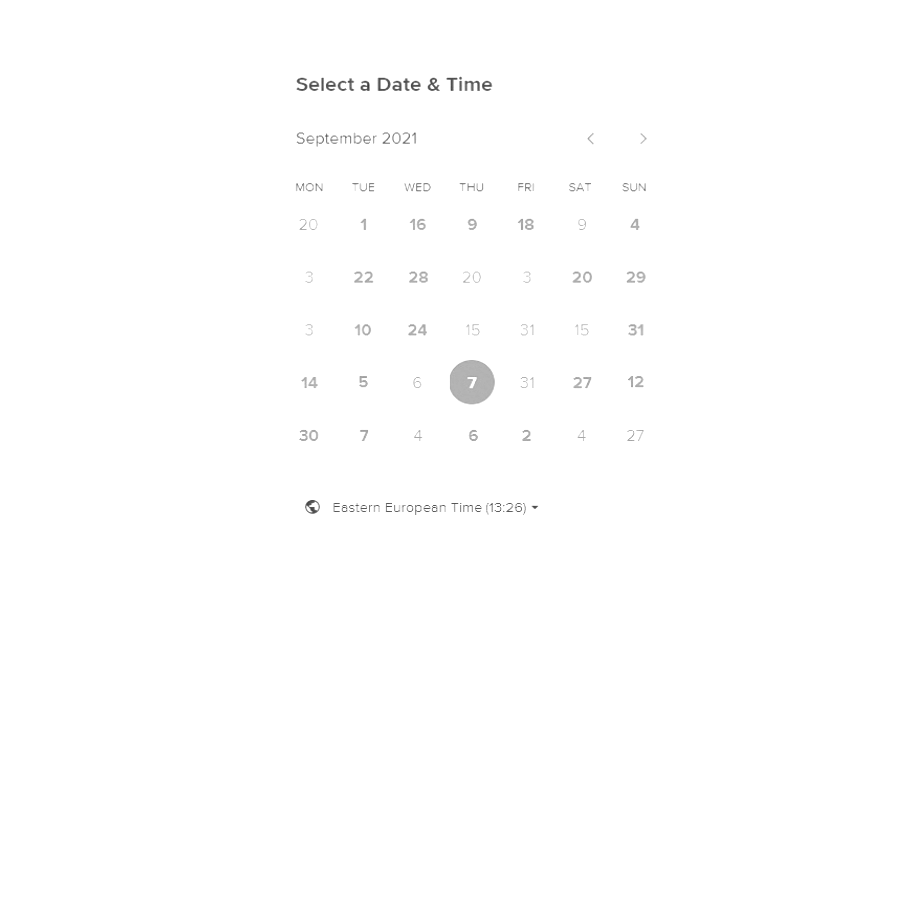 Select a Date & Time
September 2021
MON TUE WED THU FRI SAT SUN
20 1 16 9 18 9 4
3 22 28 20 3 20 29
3 10 24 15 31 15 31
14 5 6 7 31 27 12
30 7 4 6 2 4 27
Eastern European Time (13:26)